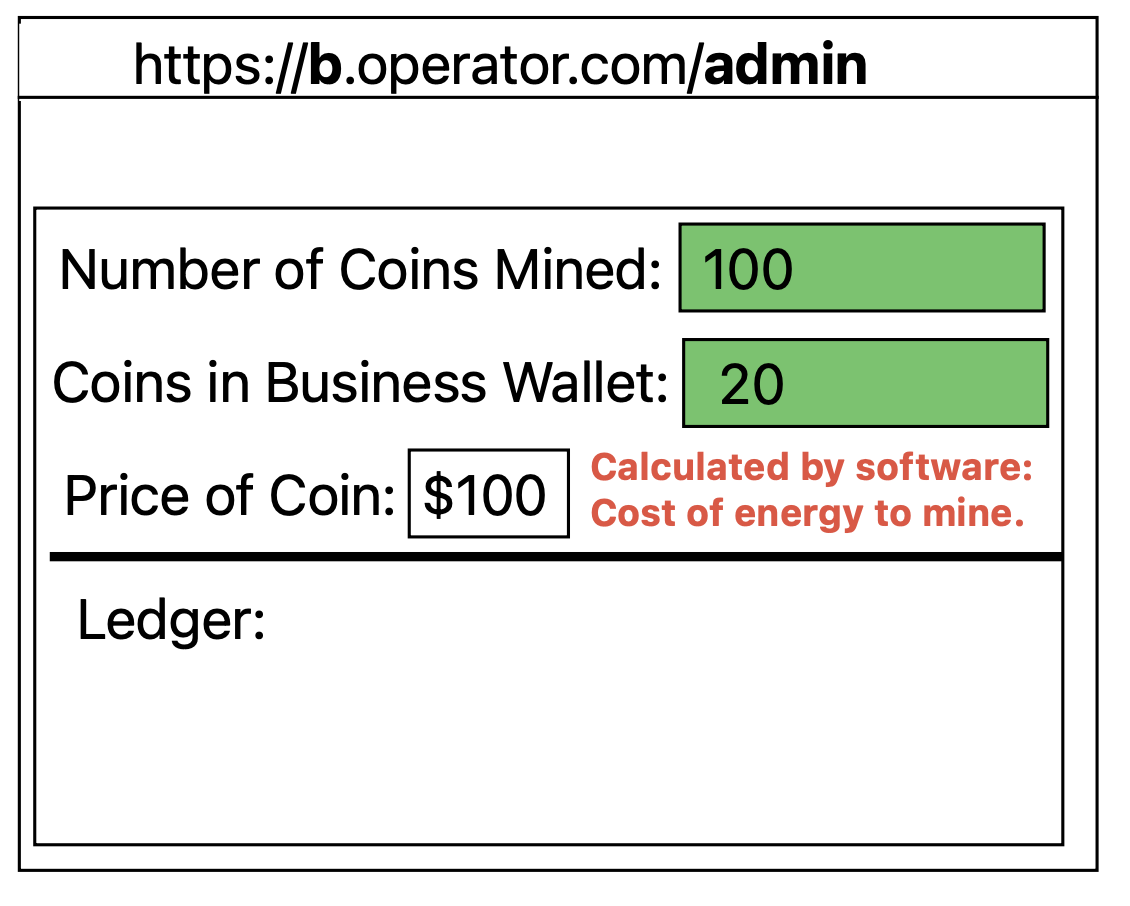 https://b.operator.com/admin
Number of Coins Mined: 100
Coins in Business Wallet: 20
Price of Coin: $100 Calculated by software:
Cost of energy to mine.
Ledger: